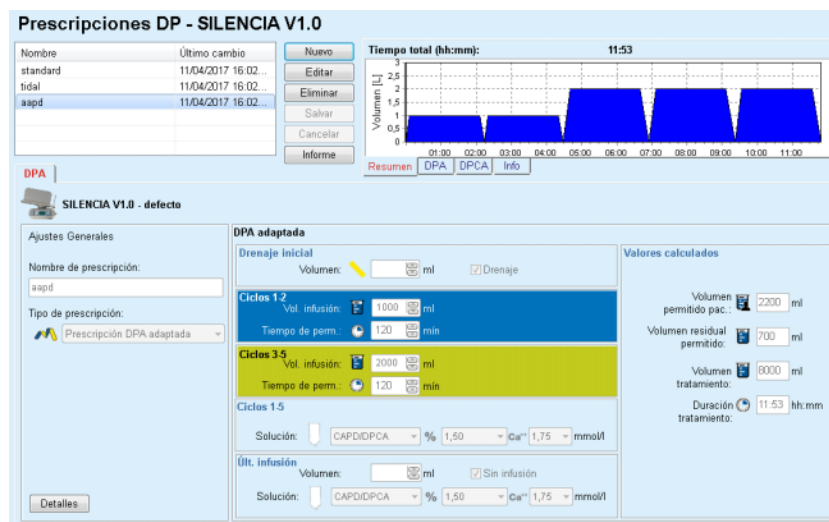 Prescripciones DP - SILENCIA V1.0
Nombre Último cambio
standard 11/04/2017 16:02...
tidal 11/04/2017 16:02...
aapd 11/04/2017 16:02...
Nuevo
Editar
Eliminar
Salvar
Cancelar
Informe
Tiempo total (hh:mm): 11:53
Volumen [L]
3
2,5
2
1,5
1
0,5
0
01:00 02:00 03:00 04:00 05:00 06:00 07:00 08:00 09:00 10:00 11:00
Resumen DPA DPCA Info
DPA
SILENCIA V1.0 - defecto
Ajustes Generales
Nombre de prescripción:
aapd
Tipo de prescripción:
Prescripción DPA adaptada
Detalles
DPA adaptada
Drenaje inicial
Volumen: ml Drenaje
Ciclos 1-2
Vol. infusión: 1000 ml
Tiempo de perm.: 120 min
Ciclos 3-5
Vol. infusión: 2000 ml
Tiempo de perm.: 120 min
Ciclos 1-5
Solución: CAPD/DPCA % 1,50 Ca++ 1,75 mmol/l
Últ. infusión
Volumen: ml Sin infusión
Solución: CAPD/DPCA % 1,50 Ca++ 1,75 mmol/l
Valores calculados
Volumen
permitido pac.: 2200 ml
Volumen residual
permitido: 700 ml
Volumen
tratamiento: 8000 ml
Duración
tratamiento: 11:53 hh:mm